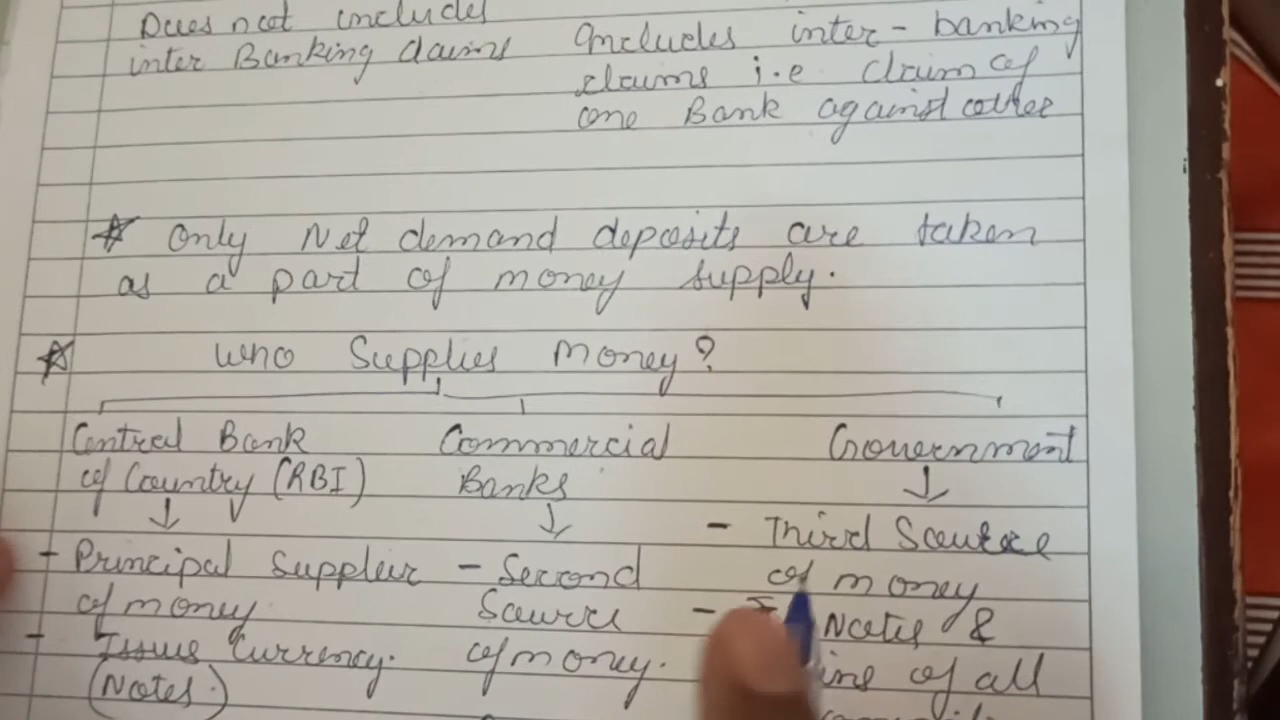 Does not include
inter Banking claims
Includes inter-banking
claims i.e claim of
one Bank against other
* Only Net demand deposits are taken
as a part of money supply.
* Who Supplies money?
Central Bank
of Country (RBI)
- Principal Supplier
of money
- Issues Currency.
(Notes.)
Commercial
Banks
- Second
Source
of money.
Government
- Third Source
of money
- Notes &
of all